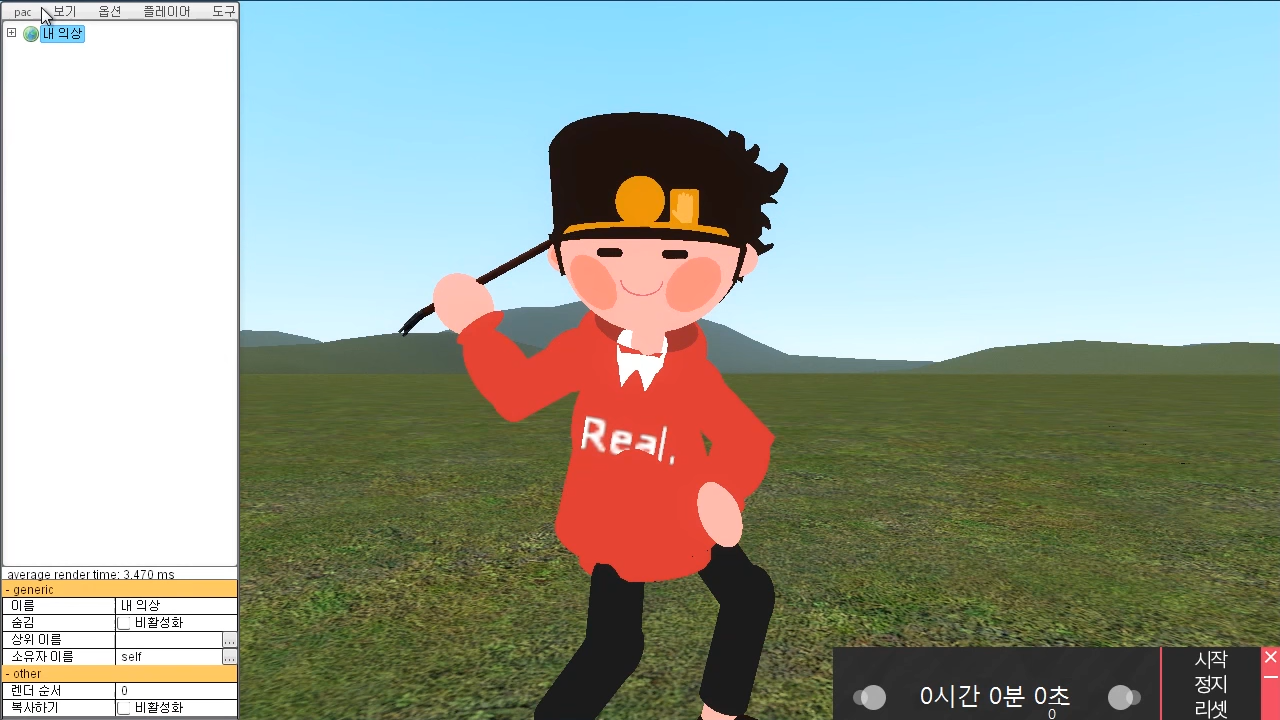 pac 보기 옵션 플레이어 도구
내 의상
average render time: 3.470 ms
- generic
이름 내 의상
숨김 비활성화
상위 이름 ...
소유자 이름 self ...
- other
렌더 순서 0
복사하기 비활성화
Real.
0시간 0분 0초
0
시작
정지
리셋